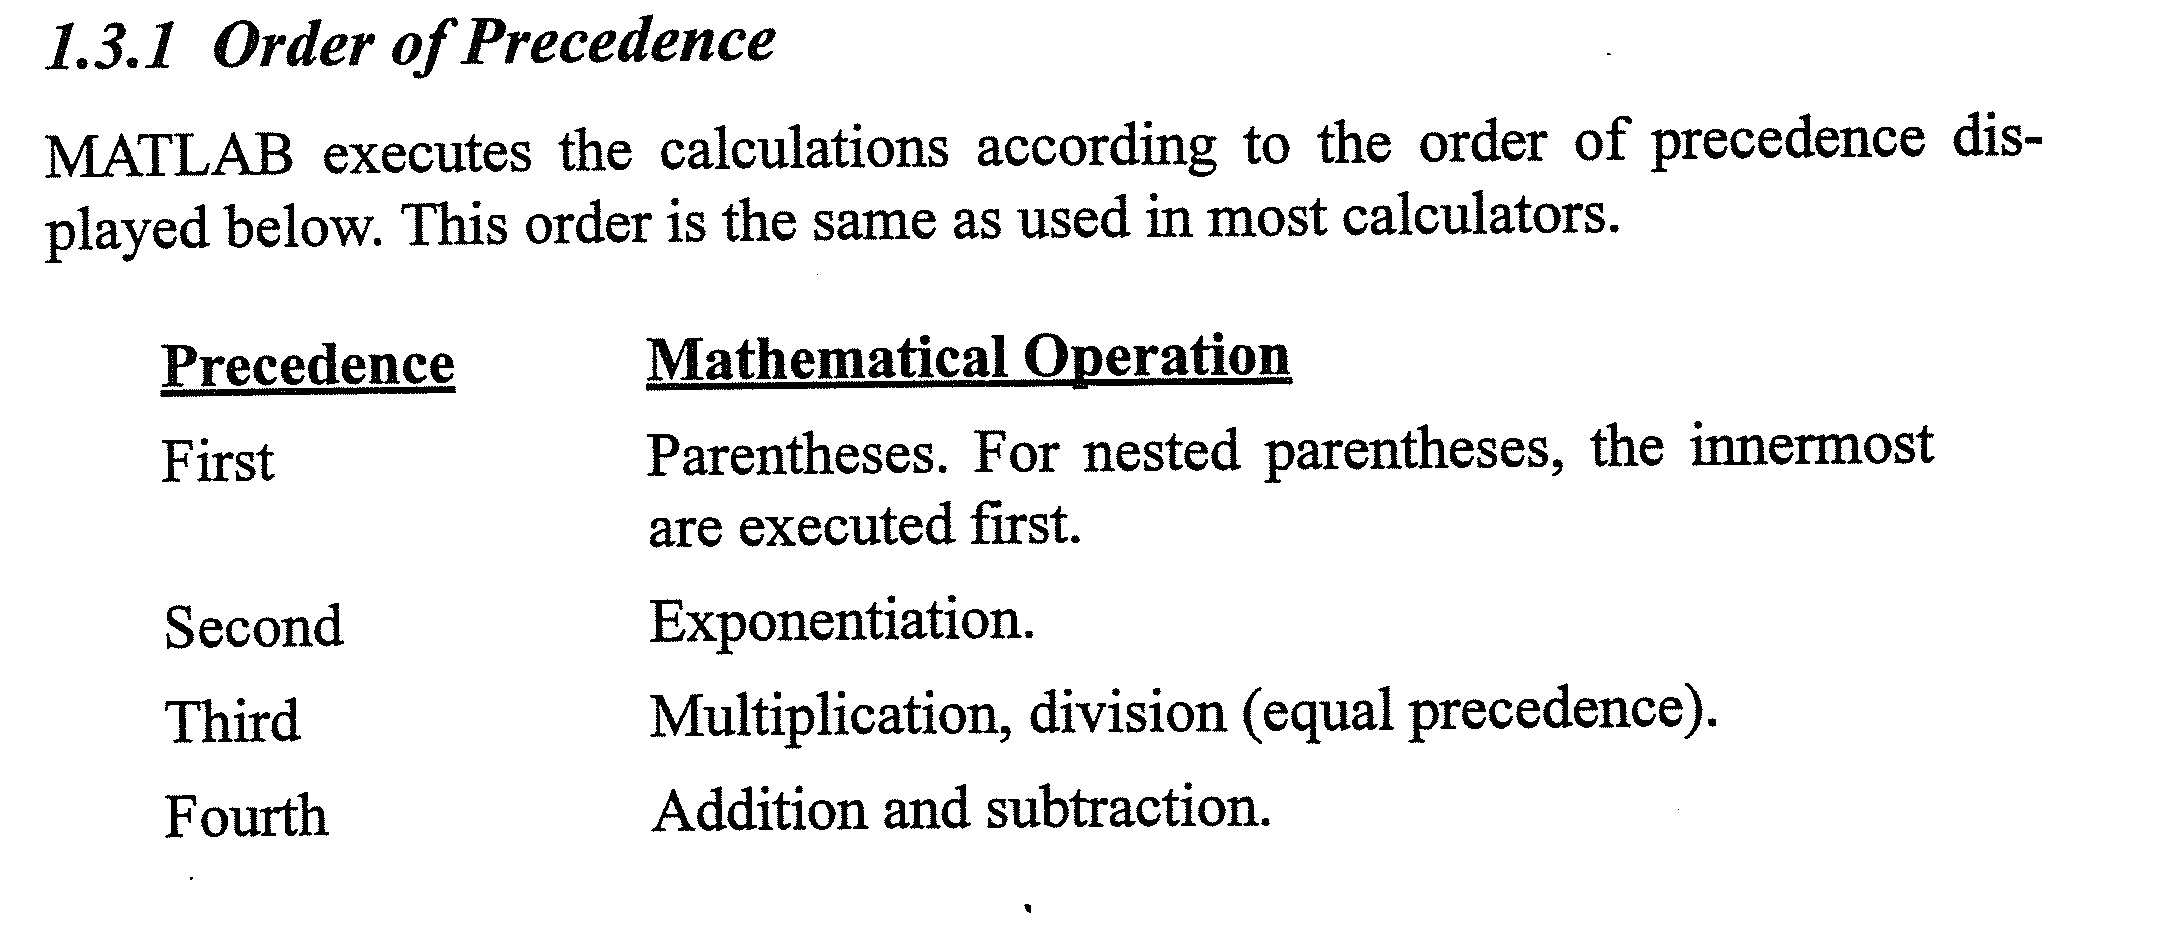 1.3.1 Order of Precedence
MATLAB executes the calculations according to the order of precedence dis-
played below. This order is the same as used in most calculators.
Precedence Mathematical Operation
First Parentheses. For nested parentheses, the innermost
are executed first.
Second Exponentiation.
Third Multiplication, division (equal precedence).
Fourth Addition and subtraction.